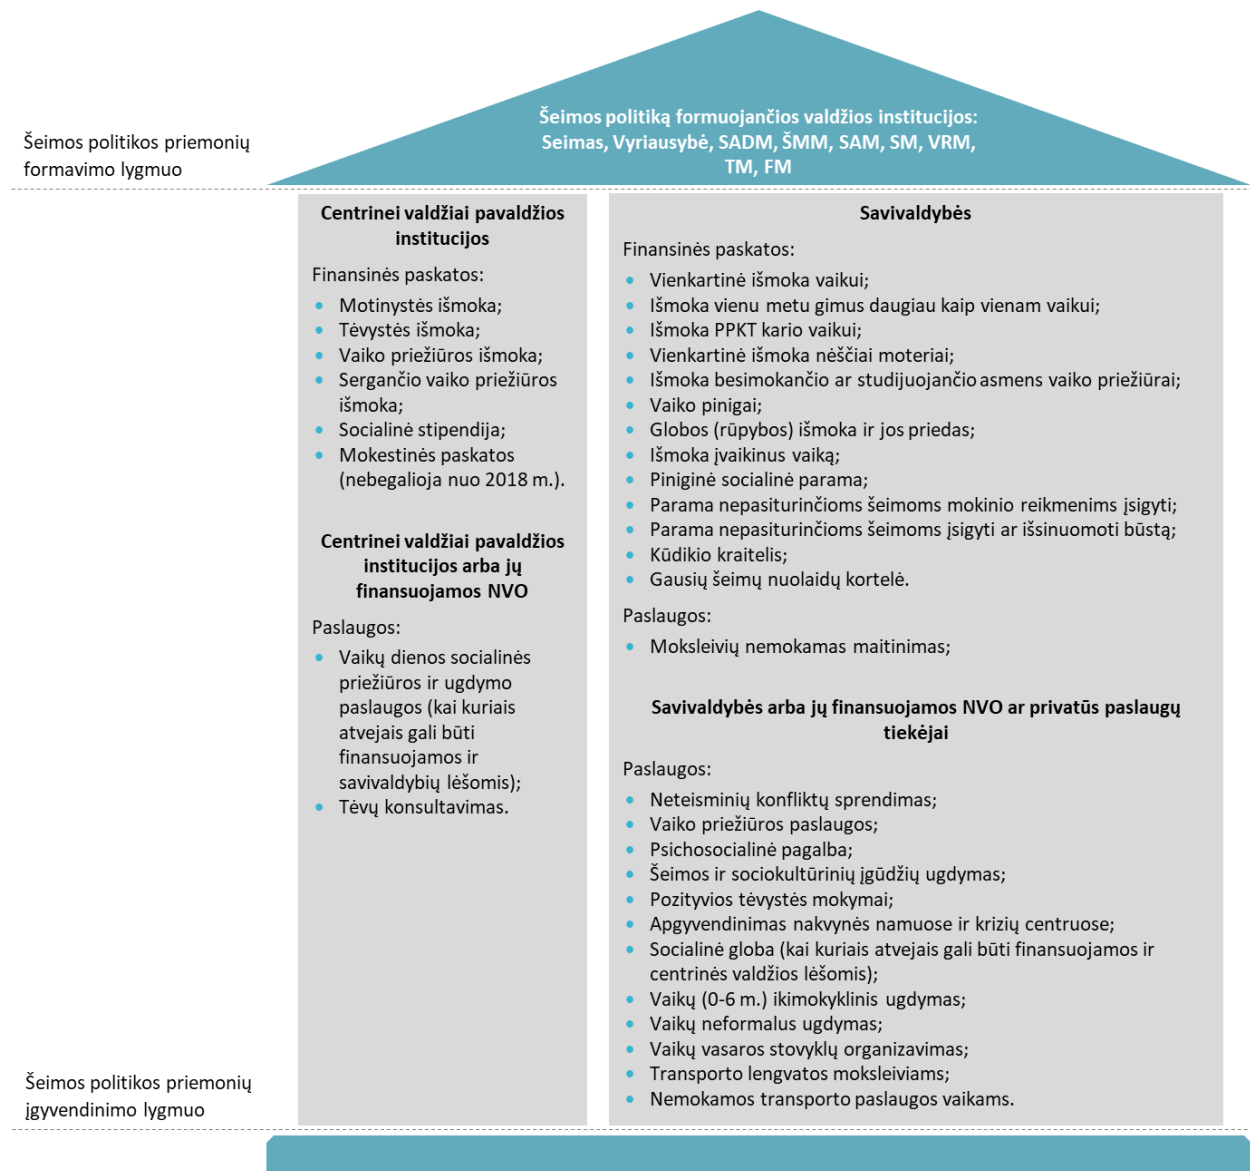 Šeimos politikos priemonių
formavimo lygmuo
Šeimos politiką formuojančios valdžios institucijos:
Seimas, Vyriausybė, SADM, ŠMM, SAM, SM, VRM,
TM, FM
Centrinei valdžiai pavaldžios
institucijos
Finansinės paskatos:
• Motinystės išmoka;
• Tėvystės išmoka;
• Vaiko priežiūros išmoka;
• Sergančio vaiko priežiūros
išmoka;
• Socialinė stipendija;
• Mokestinės paskatos
(nebegalioja nuo 2018 m.).
Centrinei valdžiai pavaldžios
institucijos arba jų
finansuojamos NVO
Paslaugos:
• Vaikų dienos socialinės
priežiūros ir ugdymo
paslaugos (kai kuriais
atvejais gali būti
finansuojamos ir
savivaldybių lėšomis);
• Tėvų konsultavimas.
Savivaldybės
Finansinės paskatos:
• Vienkartinė išmoka vaikui;
• Išmoka vienu metu gimus daugiau kaip vienam vaikui;
• Išmoka PPKT kario vaikui;
• Vienkartinė išmoka nėščiai moteriai;
• Išmoka besimokančio ar studijuojančio asmens vaiko priežiūrai;
• Vaiko pinigai;
• Globos (rūpybos) išmoka ir jos priedas;
• Išmoka įvaikinus vaiką;
• Piniginė socialinė parama;
• Parama nepasiturinčioms šeimoms mokinio reikmenims įsigyti;
• Parama nepasiturinčioms šeimoms įsigyti ar išsinuomoti būstą;
• Kūdikio kraitelis;
• Gausių šeimų nuolaidų kortelė.
Paslaugos:
• Moksleivių nemokamas maitinimas;
Savivaldybės arba jų finansuojamos NVO ar privatūs paslaugų
tiekėjai
Paslaugos:
• Neteisminių konfliktų sprendimas;
• Vaiko priežiūros paslaugos;
• Psichosocialinė pagalba;
• Šeimos ir sociokultūrinių įgūdžių ugdymas;
• Pozityvios tėvystės mokymai;
• Apgyvendinimas nakvynės namuose ir krizių centruose;
• Socialinė globa (kai kuriais atvejais gali būti finansuojamos ir
centrinės valdžios lėšomis);
• Vaikų (0-6 m.) ikimokyklinis ugdymas;
• Vaikų neformalus ugdymas;
• Vaikų vasaros stovyklų organizavimas;
• Transporto lengvatos moksleiviams;
• Nemokamos transporto paslaugos vaikams.
Šeimos politikos priemonių
įgyvendinimo lygmuo